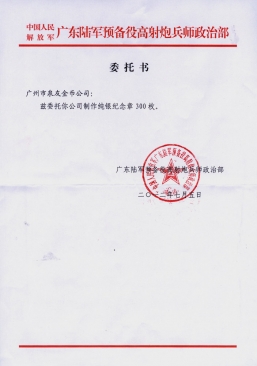 中国人民
解放军
广东陆军预备役高射炮兵师政治部
委托书
广州市泉友金币公司：
兹委托你公司制作纯银纪念章300枚。
广东陆军预备役高射炮兵师政治部
二〇一二年七月五日